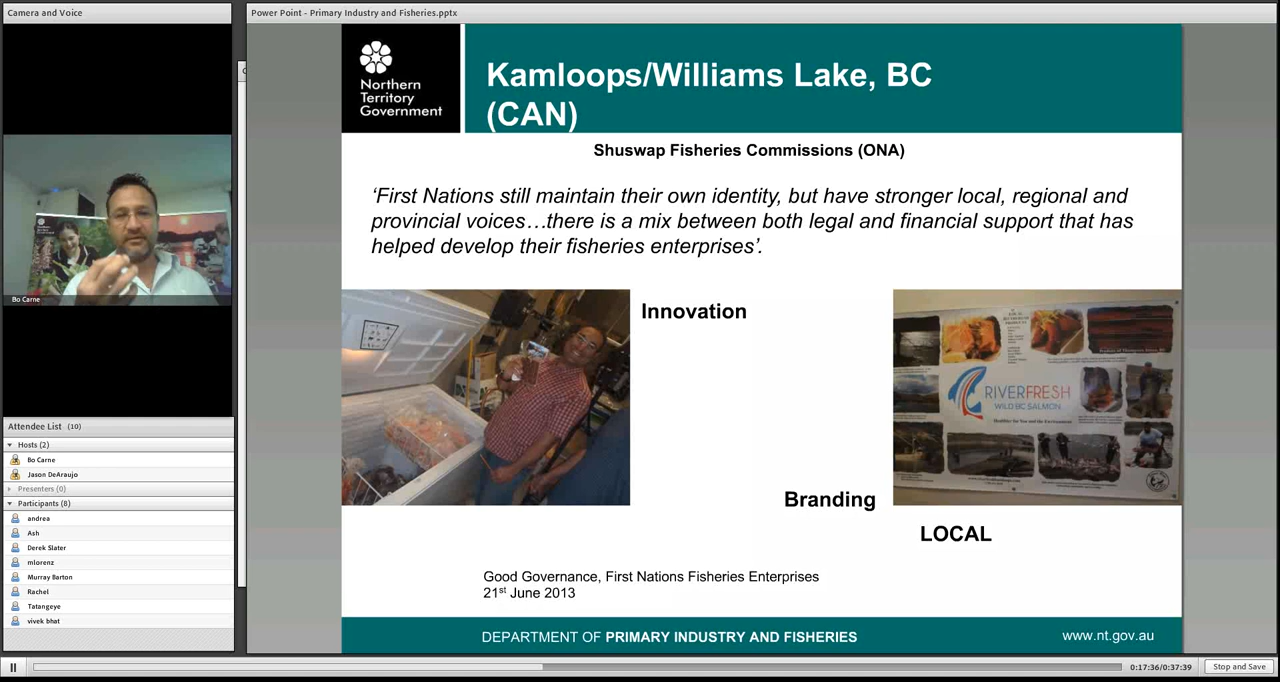 Camera and Voice
Bo Carne
Attendee List (10)
Hosts (2)
Bo Carne
Jason DeAraujo
Presenters (0)
Participants (8)
andrea
Ash
Derek Slater
mlorenz
Murray Barton
Rachel
Tatangeye
vivek bhat
Power Point - Primary Industry and Fisheries.pptx
Northern
Territory
Government
Kamloops/Williams Lake, BC
(CAN)
Shuswap Fisheries Commissions (ONA)
‘First Nations still maintain their own identity, but have stronger local, regional and
provincial voices…there is a mix between both legal and financial support that has
helped develop their fisheries enterprises’.
Innovation
RIVERFRESH
WILD BC SALMON
Healthier for You and the Environment
Branding
LOCAL
Good Governance, First Nations Fisheries Enterprises
21st June 2013
DEPARTMENT OF PRIMARY INDUSTRY AND FISHERIES
www.nt.gov.au
0:17:36/0:37:39
Stop and Save